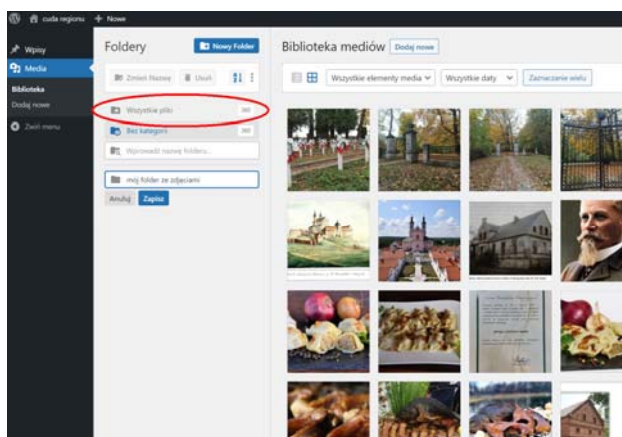 cuda regionu + Nowe
Wpisy
Media
Biblioteka
Dodaj nowe
Zwiń menu
Foldery
Nowy Folder
Zmień Nazwę
Usuń
Wszystkie pliki
Bez kategorii
Wprowadź nazwę folderu...
mój folder ze zdjęciami
Anuluj
Zapisz
Biblioteka mediów
Dodaj nowe
Wszystkie elementy media
Wszystkie daty
Zaznaczanie wielu